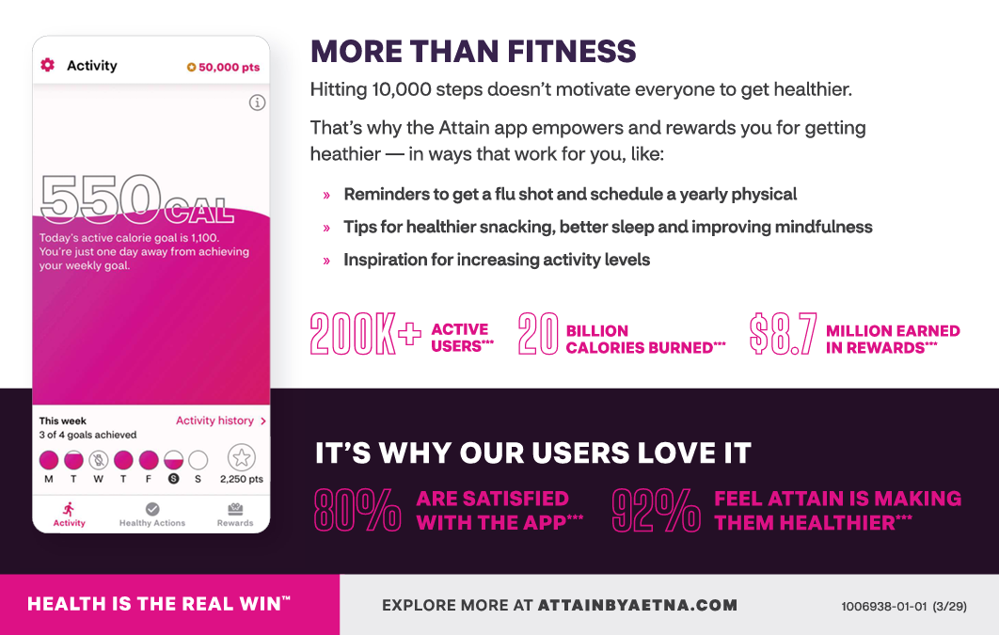 Activity
50,000 pts
550 CAL
Today's active calorie goal is 1,100.
You're just one day away from achieving
your weekly goal.
This week
Activity history >
3 of 4 goals achieved
M T W T F S S 2,250 pts
Activity
Healthy Actions
Rewards
MORE THAN FITNESS
Hitting 10,000 steps doesn't motivate everyone to get healthier.
That's why the Attain app empowers and rewards you for getting
heathier — in ways that work for you, like:
» Reminders to get a flu shot and schedule a yearly physical
» Tips for healthier snacking, better sleep and improving mindfulness
» Inspiration for increasing activity levels
200K+ ACTIVE
USERS***
20 BILLION
CALORIES BURNED***
$8.7 MILLION EARNED
IN REWARDS***
IT'S WHY OUR USERS LOVE IT
80% ARE SATISFIED
WITH THE APP***
92% FEEL ATTAIN IS MAKING
THEM HEALTHIER***
HEALTH IS THE REAL WIN™
EXPLORE MORE AT ATTAINBYAETNA.COM
1006938-01-01 (3/29)